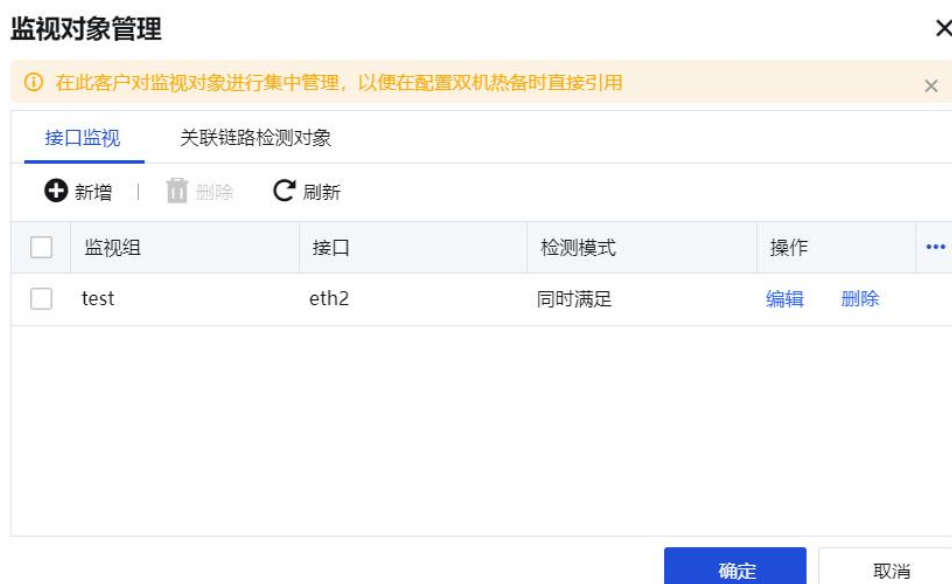 监视对象管理
在此客户对监视对象进行集中管理，以便在配置双机热备时直接引用
接口监视 关联链路检测对象
新增 删除 刷新
监视组 接口 检测模式 操作
test eth2 同时满足 编辑 删除
确定 取消